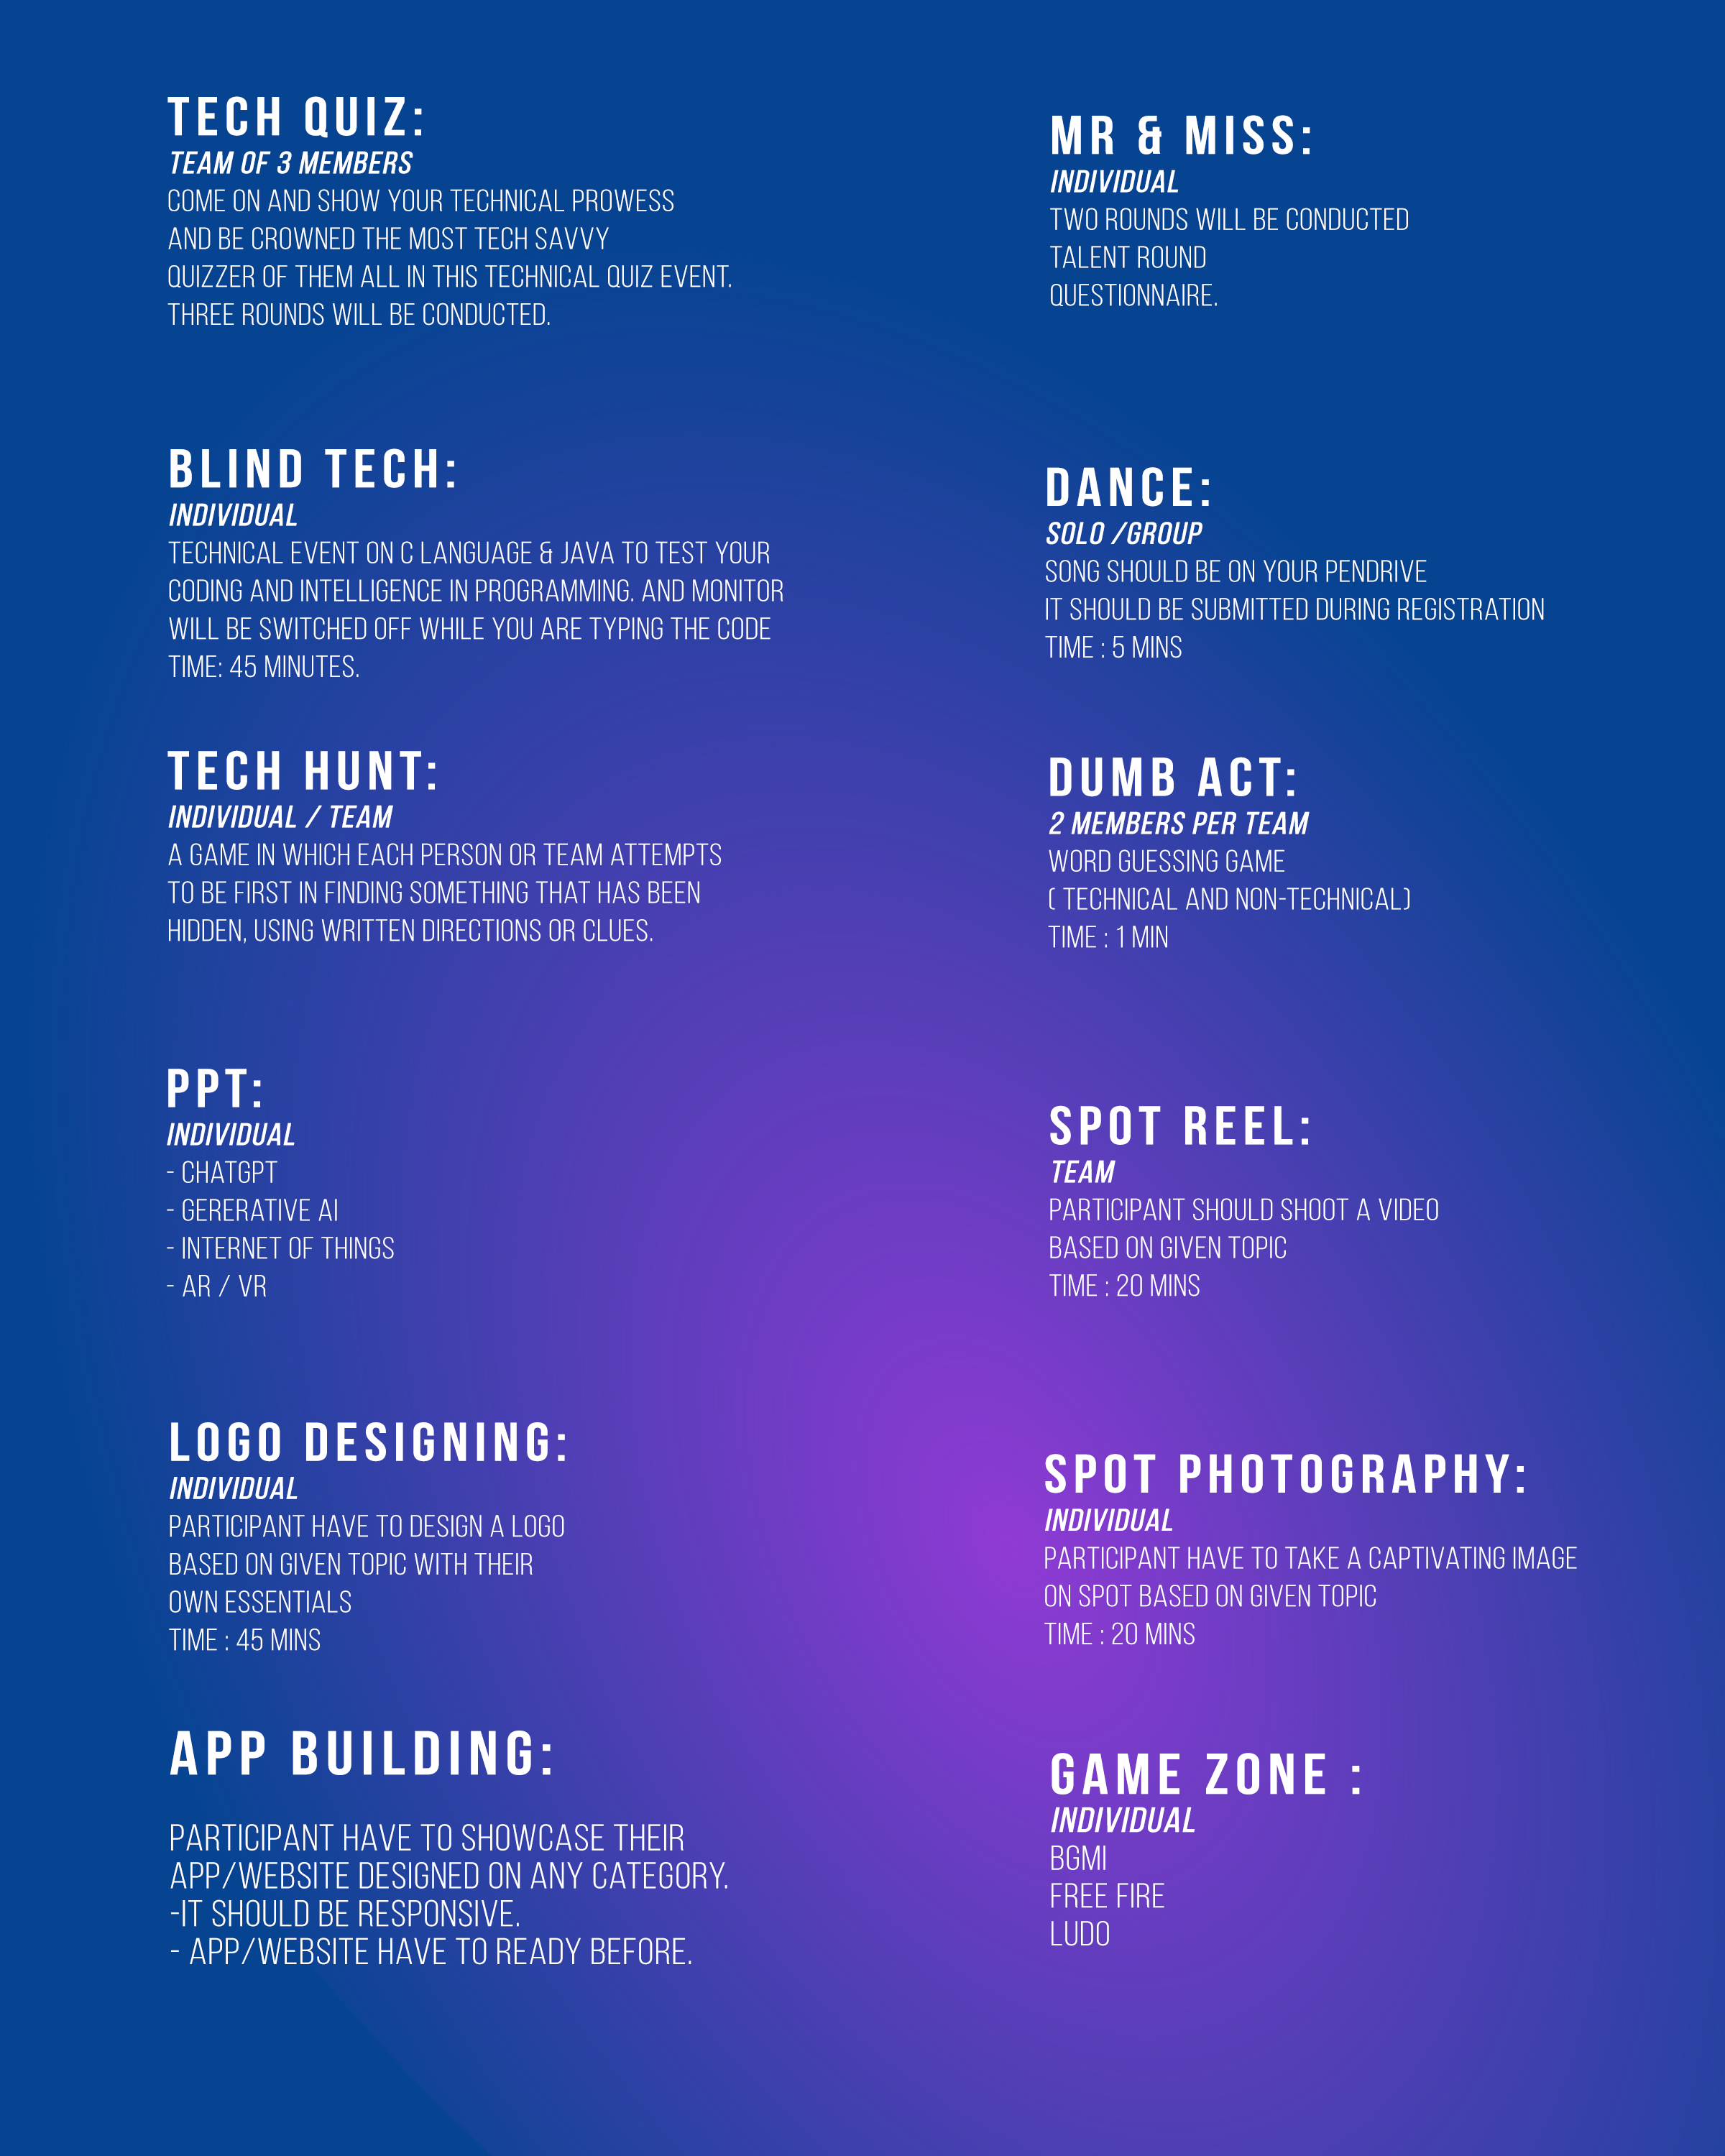 TECH QUIZ:
TEAM OF 3 MEMBERS
COME ON AND SHOW YOUR TECHNICAL PROWESS
AND BE CROWNED THE MOST TECH SAVVY
QUIZZER OF THEM ALL IN THIS TECHNICAL QUIZ EVENT.
THREE ROUNDS WILL BE CONDUCTED.
BLIND TECH:
INDIVIDUAL
TECHNICAL EVENT ON C LANGUAGE & JAVA TO TEST YOUR
CODING AND INTELLIGENCE IN PROGRAMMING. AND MONITOR
WILL BE SWITCHED OFF WHILE YOU ARE TYPING THE CODE
TIME: 45 MINUTES.
TECH HUNT:
INDIVIDUAL / TEAM
A GAME IN WHICH EACH PERSON OR TEAM ATTEMPTS
TO BE FIRST IN FINDING SOMETHING THAT HAS BEEN
HIDDEN, USING WRITTEN DIRECTIONS OR CLUES.
PPT:
INDIVIDUAL
- CHATGPT
- GERERATIVE AI
- INTERNET OF THINGS
- AR / VR
LOGO DESIGNING:
INDIVIDUAL
PARTICIPANT HAVE TO DESIGN A LOGO
BASED ON GIVEN TOPIC WITH THEIR
OWN ESSENTIALS
TIME : 45 MINS
APP BUILDING:
PARTICIPANT HAVE TO SHOWCASE THEIR
APP/WEBSITE DESIGNED ON ANY CATEGORY.
-IT SHOULD BE RESPONSIVE.
- APP/WEBSITE HAVE TO READY BEFORE.
MR & MISS:
INDIVIDUAL
TWO ROUNDS WILL BE CONDUCTED
TALENT ROUND
QUESTIONNAIRE.
DANCE:
SOLO /GROUP
SONG SHOULD BE ON YOUR PENDRIVE
IT SHOULD BE SUBMITTED DURING REGISTRATION
TIME : 5 MINS
DUMB ACT:
2 MEMBERS PER TEAM
WORD GUESSING GAME
( TECHNICAL AND NON-TECHNICAL)
TIME : 1 MIN
SPOT REEL:
TEAM
PARTICIPANT SHOULD SHOOT A VIDEO
BASED ON GIVEN TOPIC
TIME : 20 MINS
SPOT PHOTOGRAPHY:
INDIVIDUAL
PARTICIPANT HAVE TO TAKE A CAPTIVATING IMAGE
ON SPOT BASED ON GIVEN TOPIC
TIME : 20 MINS
GAME ZONE :
INDIVIDUAL
BGMI
FREE FIRE
LUDO